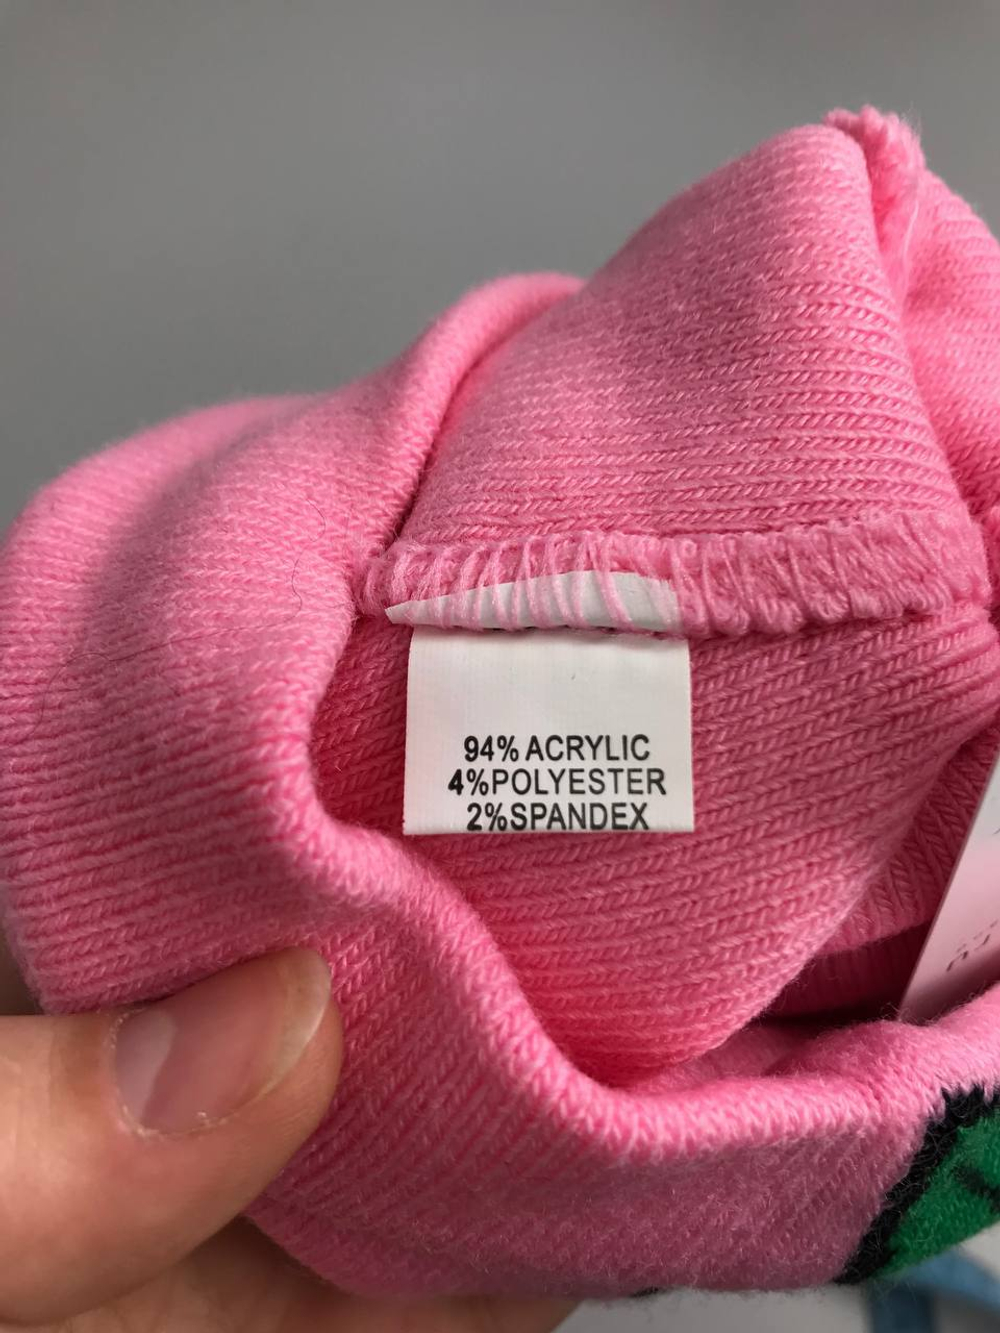 94% ACRYLIC
4%POLYESTER
2%SPANDEX